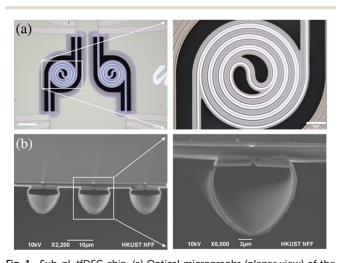 (a)
(b)
10kV X2,200 10µm HKUST NFF
10kV X6,000 2µm HKUST NFF
Fig. 1 Sub-pL tfDSC chip. (a) Optical micrographs (planar view) of the